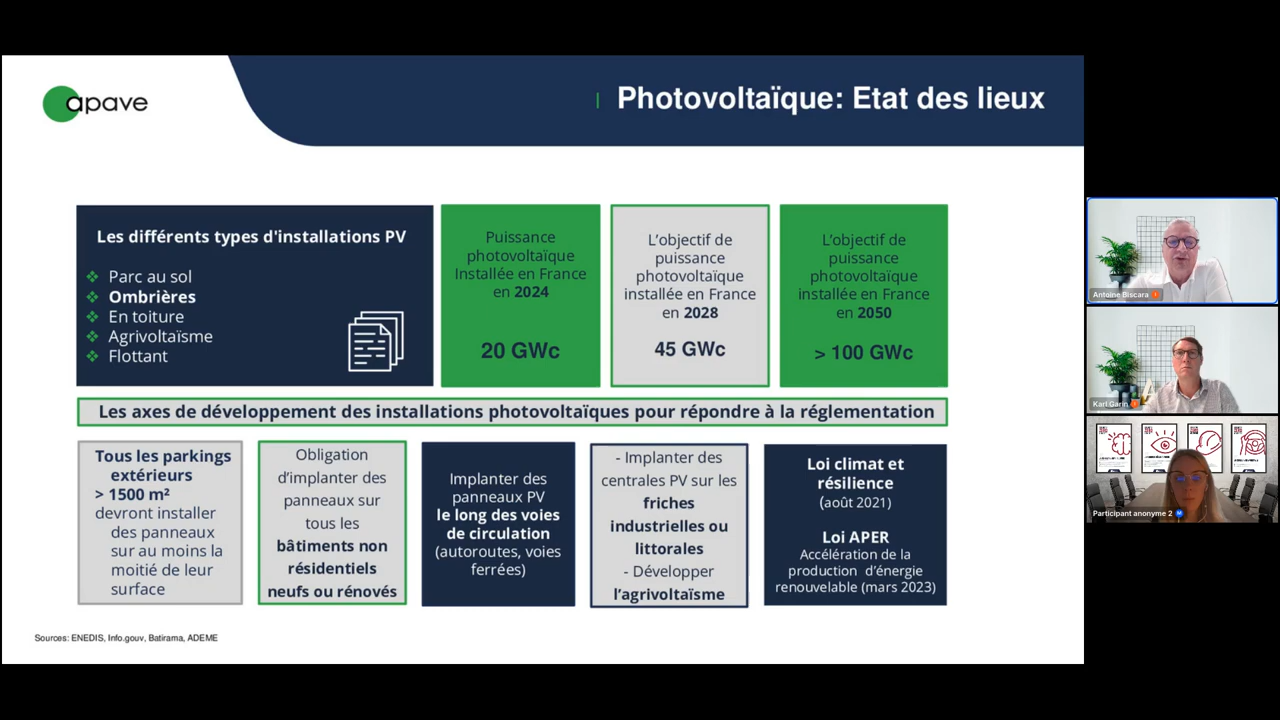 apave
Photovoltaïque: Etat des lieux
Les différents types d'installations PV
❖ Parc au sol
❖ Ombrières
❖ En toiture
❖ Agrivoltaïsme
❖ Flottant
Puissance
photovoltaïque
Installée en France
en 2024
20 GWc
L'objectif de
puissance
photovoltaïque
installée en France
en 2028
45 GWc
L'objectif de
puissance
photovoltaïque
installée en France
en 2050
> 100 GWc
Les axes de développement des installations photovoltaïques pour répondre à la réglementation
Tous les parkings
extérieurs
> 1500 m²
devront installer
des panneaux
sur au moins la
moitié de leur
surface
Obligation
d'implanter des
panneaux sur
tous les
bâtiments non
résidentiels
neufs ou rénovés
Implanter des
panneaux PV
le long des voies
de circulation
(autoroutes, voies
ferrées)
- Implanter des
centrales PV sur les
friches
industrielles ou
littorales
- Développer
l'agrivoltaïsme
Loi climat et
résilience
(août 2021)
Loi APER
Accélération de la
production d'énergie
renouvelable (mars 2023)
Sources: ENEDIS, Info.gouv, Batirama, ADEME
Antoine Biscara
Karl Garin
Participant anonyme 2